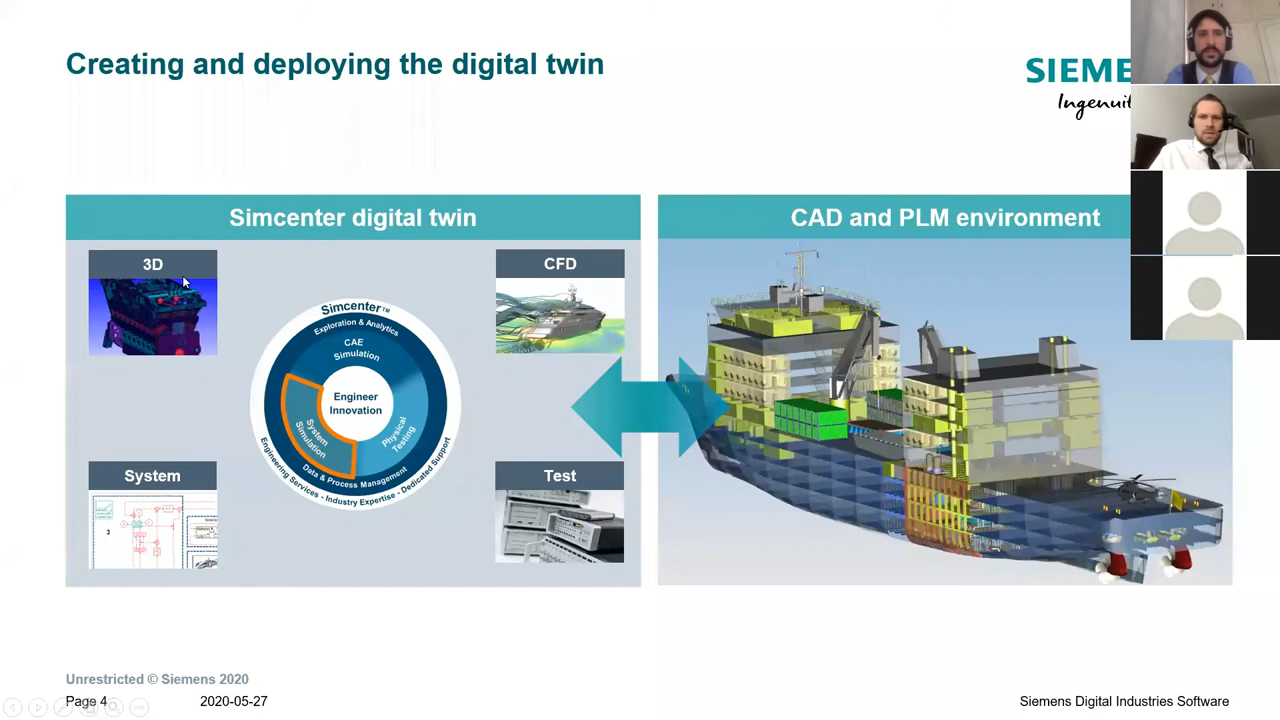 Creating and deploying the digital twin
SIEME
Ingenuit
Simcenter digital twin
CAD and PLM environment
3D
CFD
Simcenter™
Exploration & Analytics
CAE
Simulation
Engineer
Innovation
System
Simulation
Physical
Testing
Data & Process Management
Engineering Services - Industry Expertise - Dedicated Support
System
Test
3
Unrestricted © Siemens 2020
Page 4
2020-05-27
Siemens Digital Industries Software